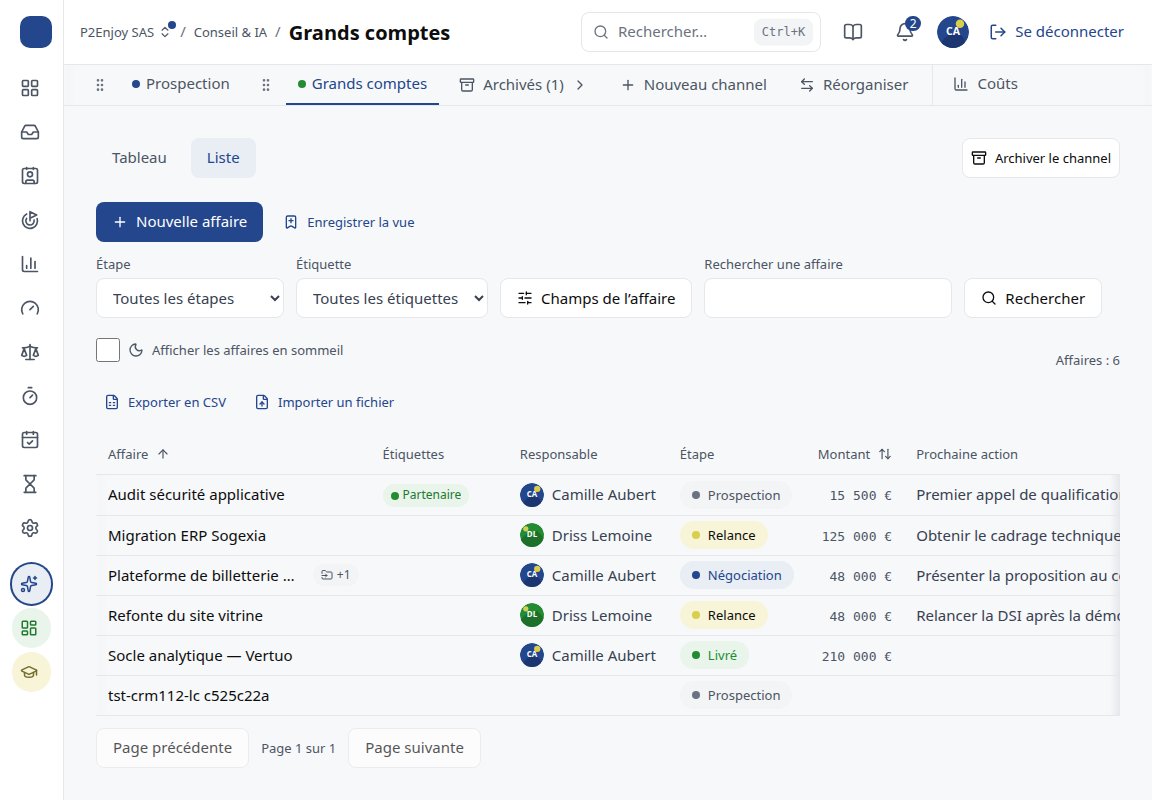 P2Enjoy SAS / Conseil & IA / Grands comptes Rechercher... Ctrl+K 2 CA Se déconnecter
Prospection Grands comptes Archivés (1) Nouveau channel Réorganiser Coûts
Tableau Liste Archiver le channel
Nouvelle affaire Enregistrer la vue
Étape Étiquette Rechercher une affaire
Toutes les étapes Toutes les étiquettes Champs de l’affaire Rechercher
Afficher les affaires en sommeil
Affaires : 6
Exporter en CSV Importer un fichier
Affaire Étiquettes Responsable Étape Montant Prochaine action
Audit sécurité applicative Partenaire CA Camille Aubert Prospection 15 500 € Premier appel de qualification
Migration ERP Sogexia DL Driss Lemoine Relance 125 000 € Obtenir le cadrage technique
Plateforme de billetterie ... +1 CA Camille Aubert Négociation 48 000 € Présenter la proposition au c
Refonte du site vitrine DL Driss Lemoine Relance 48 000 € Relancer la DSI après la démo
Socle analytique — Vertuo CA Camille Aubert Livré 210 000 €
tst-crm112-lc c525c22a Prospection
Page précédente Page 1 sur 1 Page suivante